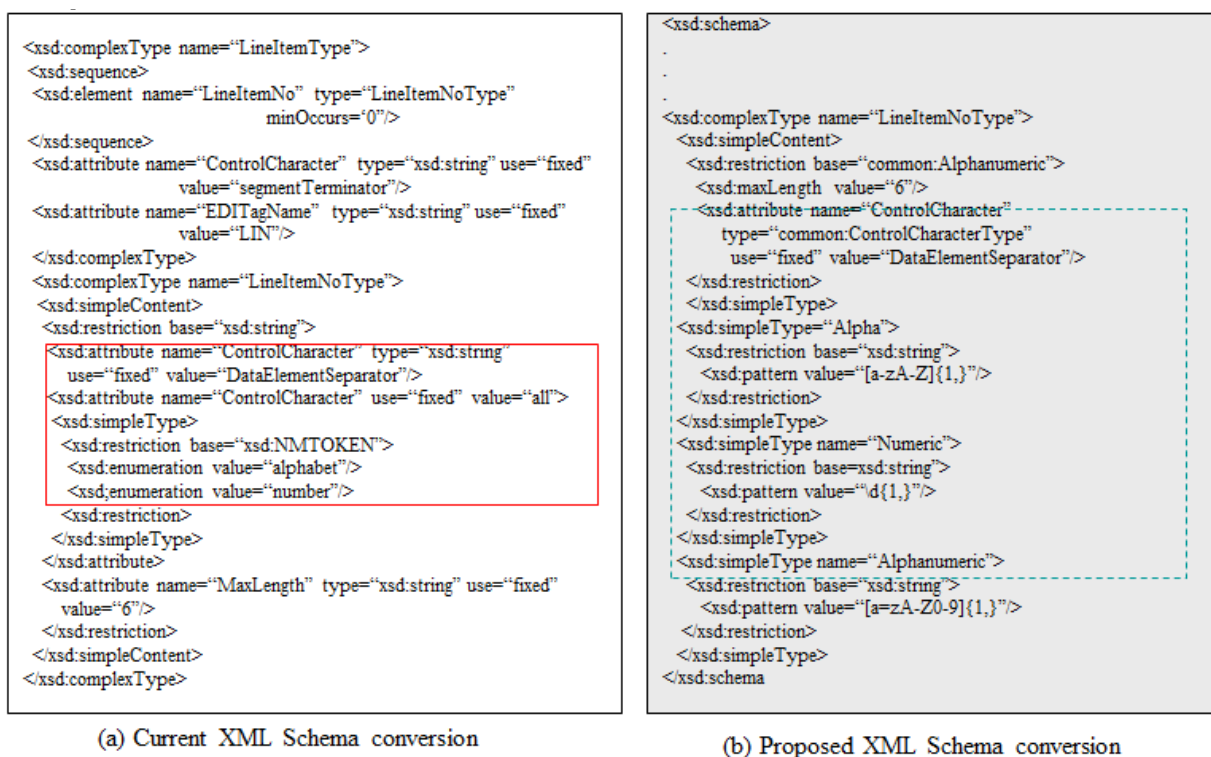 <xsd:complexType name=“LineItemType”>
<xsd:sequence>
<xsd:element name=“LineItemNo” type=“LineItemNoType”
minOccurs=‘0”/>
</xsd:sequence>
<xsd:attribute name=“ControlCharacter” type=“xsd:string” use=“fixed”
value=“segmentTerminator”/>
<xsd:attribute name=“EDITagName” type=“xsd:string” use=“fixed”
value=“LIN”/>
</xsd:complexType>
<xsd:complexType name=“LineItemNoType”>
<xsd:simpleContent>
<xsd:restriction base=“xsd:string”>
<xsd:attribute name=“ControlCharacter” type=“xsd:string”
use=“fixed” value=“DataElementSeparator”/>
<xsd:attribute name=“ControlCharacter” use=“fixed” value=“all”>
<xsd:simpleType>
<xsd:restriction base=“xsd:NMTOKEN”>
<xsd:enumeration value=“alphabet”/>
<xsd;enumeration value=“number”/>
<xsd:restriction>
</xsd:simpleType>
</xsd:attribute>
<xsd:attribute name=“MaxLength” type=“xsd:string” use=“fixed”
value=“6”/>
</xsd:restriction>
</xsd:simpleContent>
</xsd:complexType>
(a) Current XML Schema conversion
<xsd:schema>
.
.
.
<xsd:complexType name=“LineItemNoType”>
<xsd:simpleContent>
<xsd:restriction base=“common:Alphanumeric”>
<xsd:maxLength value=“6”/>
<xsd:attribute name=“ControlCharacter”
type=“common:ControlCharacterType”
use=“fixed” value=“DataElementSeparator”/>
</xsd:restriction>
</xsd:simpleType>
<xsd:simpleType=“Alpha”>
<xsd:restriction base=“xsd:string”>
<xsd:pattern value=“[a-zA-Z]{1,}”/>
</xsd:restriction>
</xsd:simpleType>
<xsd:simpleType name=“Numeric”>
<xsd:restriction base=xsd:string”>
<xsd:pattern value=“\d{1,}”/>
</xsd:restriction>
</xsd:simpleType>
<xsd:simpleType name=“Alphanumeric”>
<xsd:restriction base=“xsd:string”>
<xsd:pattern value=“[a=zA-Z0-9]{1,}”/>
</xsd:restriction>
</xsd:simpleType>
</xsd:schema
(b) Proposed XML Schema conversion